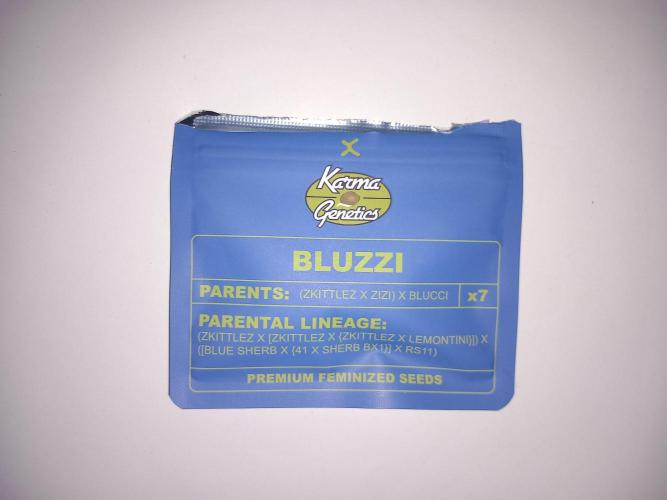 X
Karma
Genetics
BLUZZI
PARENTS: (ZKITTLEZ X ZIZI) X BLUCCI x7
PARENTAL LINEAGE:
(ZKITTLEZ X [ZKITTLEZ X {ZKITTLEZ X LEMONTINI}]) X
([BLUE SHERB X {41 X SHERB BX1}] X RS11)
PREMIUM FEMINIZED SEEDS